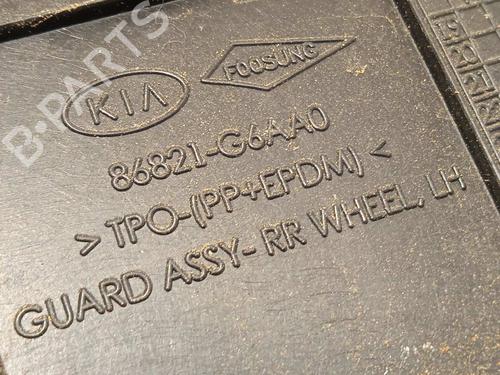 B-PARTS
KIA
FOOSUNG
86821-G6AA0
> TPO-(PP+EPDM) <
GUARD ASSY- RR WHEEL, LH